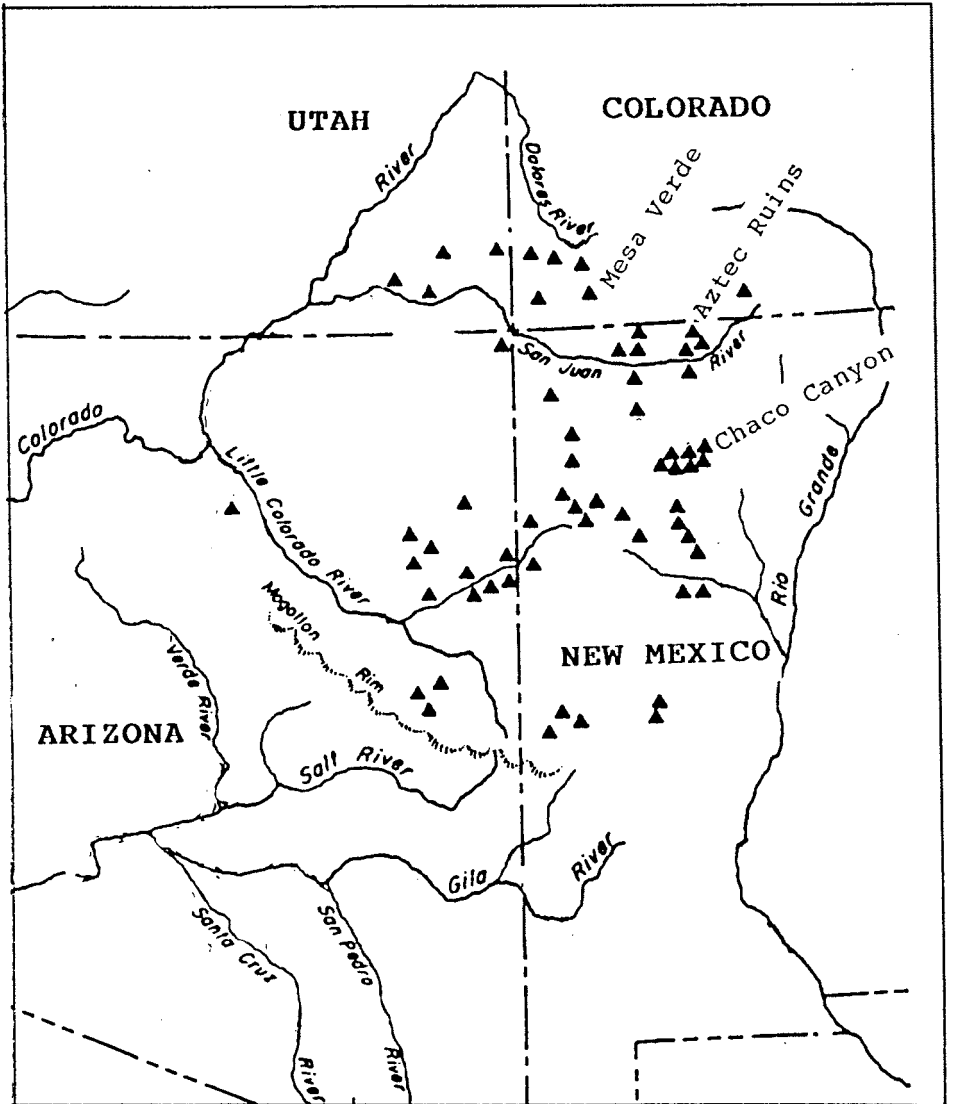 UTAH
COLORADO
River
Dolores River
Mesa Verde
Aztec Ruins
San Juan
River
Chaco Canyon
Colorado
Little Colorado River
Rio Grande
Mogollon Rim
Verde River
NEW MEXICO
ARIZONA
Salt River
Gila River
Santa Cruz River
San Pedro River